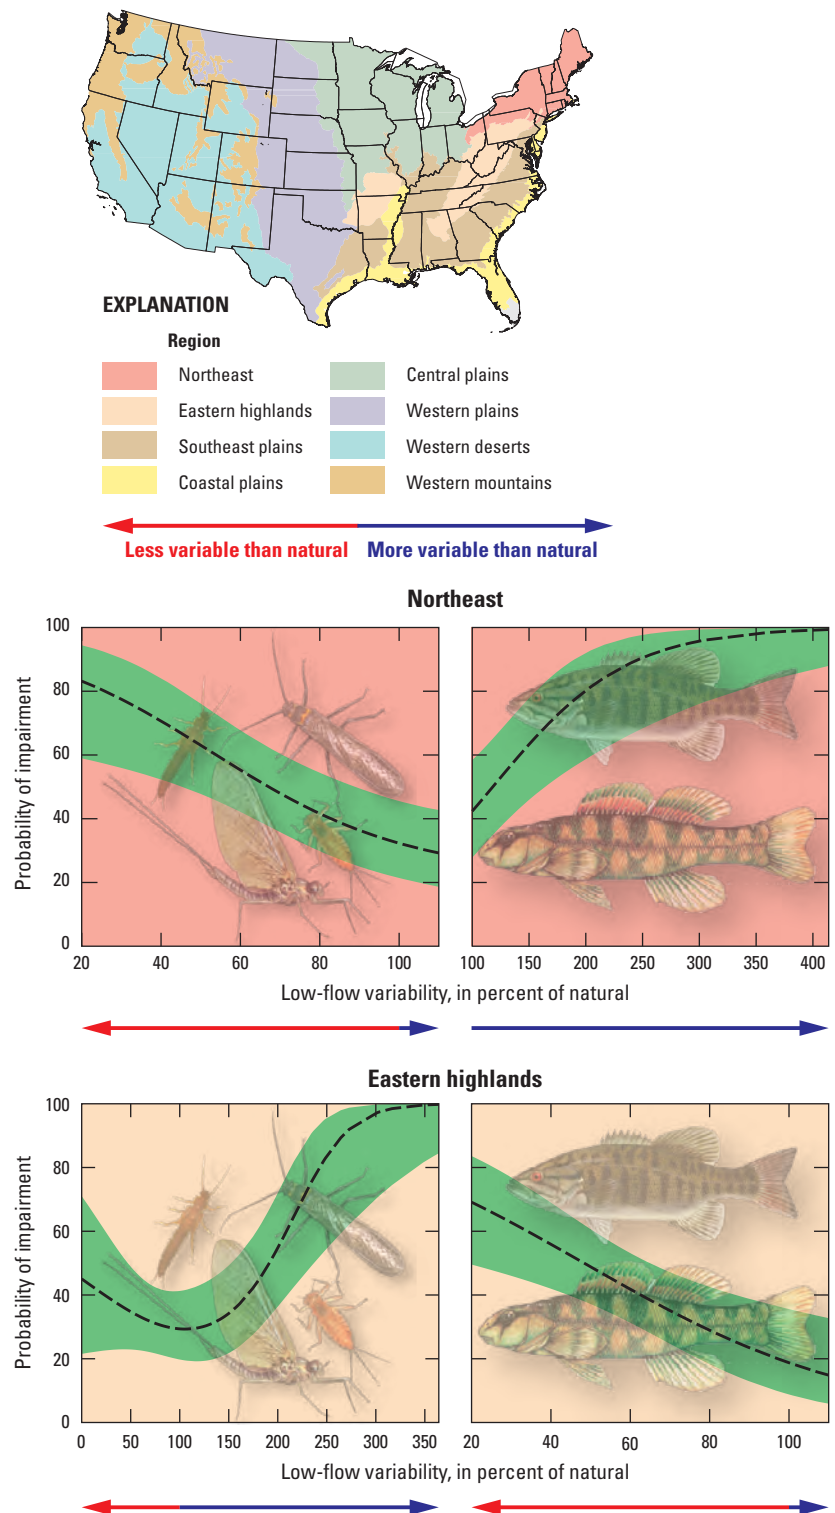 EXPLANATION
Region
Northeast
Central plains
Eastern highlands
Western plains
Southeast plains
Western deserts
Coastal plains
Western mountains
Less variable than natural
More variable than natural
Northeast
Probability of impairment
100
80
60
40
20
0
20 40 60 80 100
100 150 200 250 300 350 400
Low-flow variability, in percent of natural
Eastern highlands
Probability of impairment
100
80
60
40
20
0
0 50 100 150 200 250 300 350
20 40 60 80 100
Low-flow variability, in percent of natural